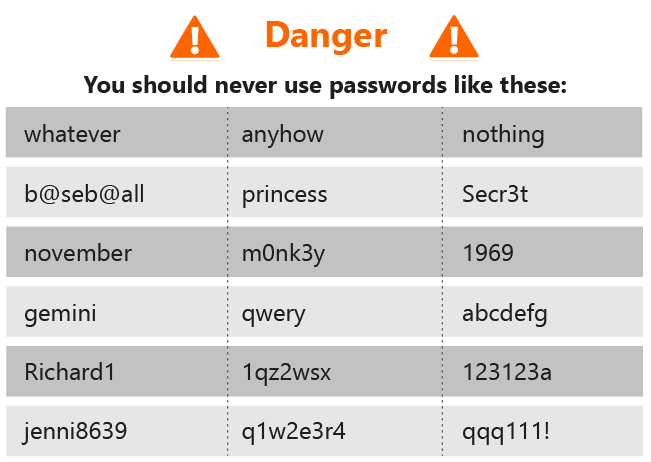 Danger
You should never use passwords like these:
whatever anyhow nothing
b@seb@all princess Secr3t
november m0nk3y 1969
gemini qwery abcdefg
Richard1 1qz2wsx 123123a
jenni8639 q1w2e3r4 qqq111!